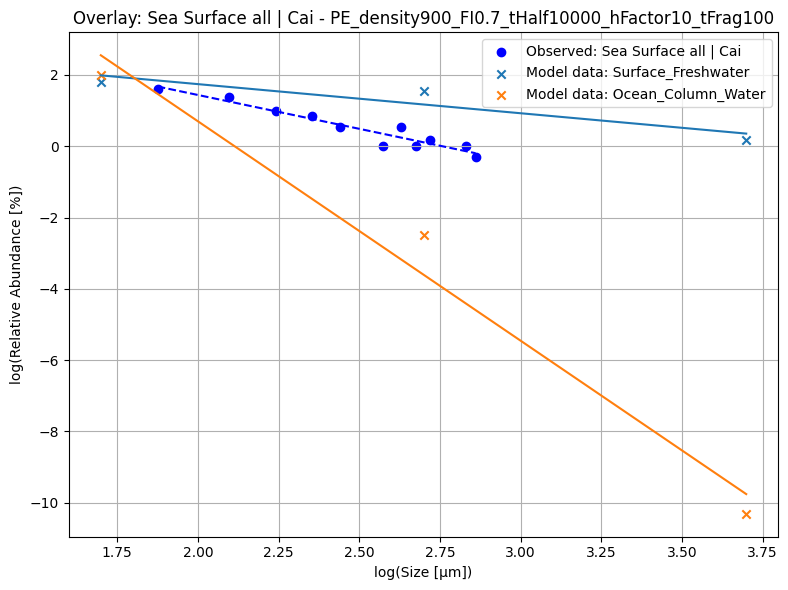 Overlay: Sea Surface all | Cai - PE_density900_FI0.7_tHalf10000_hFactor10_tFrag100
Observed: Sea Surface all | Cai
Model data: Surface_Freshwater
Model data: Ocean_Column_Water
log(Relative Abundance [%])
2
0
−2
−4
−6
−8
−10
1.75
2.00
2.25
2.50
2.75
3.00
3.25
3.50
3.75
log(Size [µm])